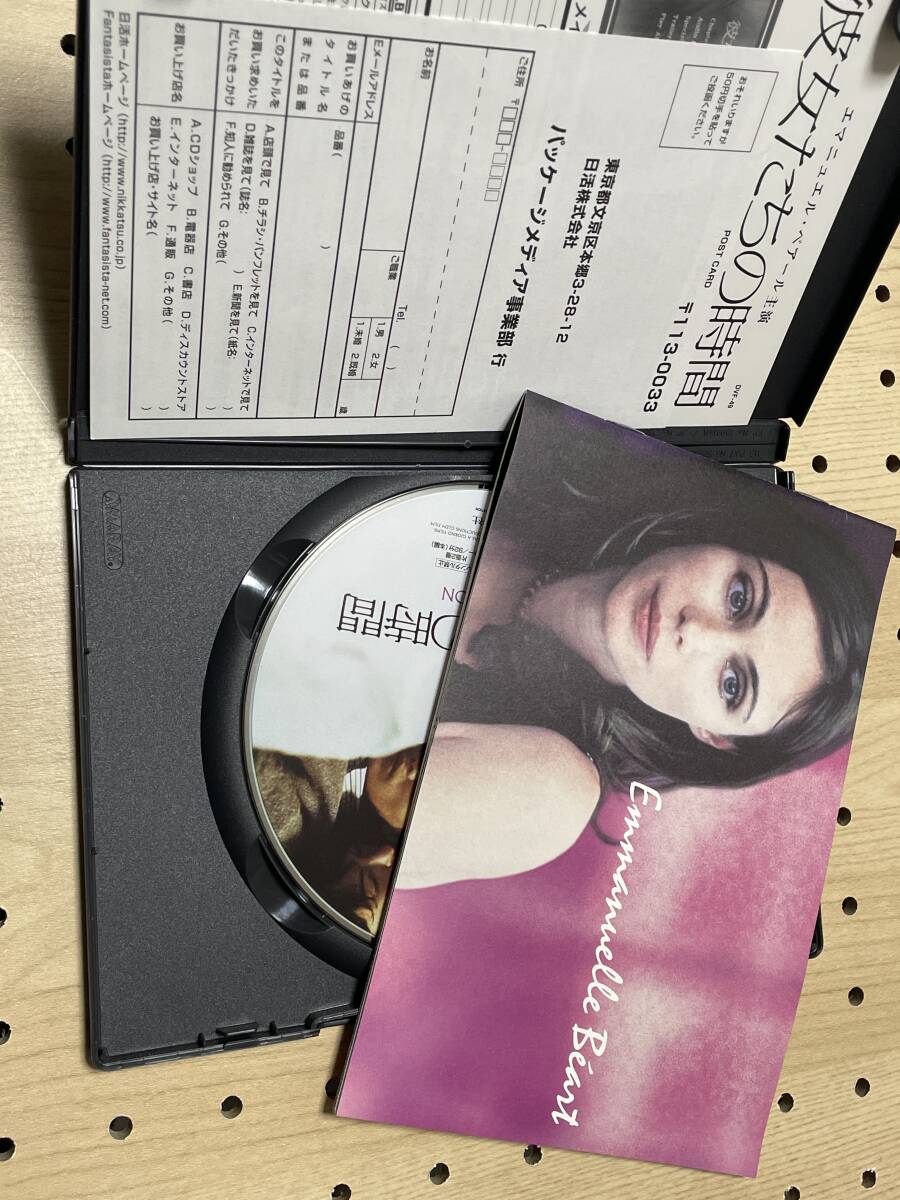 彼女たちの時間
エマニュエル・ベアール 主演
POST CARD
DVF-49
〒113-0033
おそれいりますが
50円切手を貼って
ご投函ください。
東京都文京区本郷3-28-12
日活株式会社
パッケージメディア事業部 行
ご住所 〒
Tel. ( )
お名前
ご職業
1.男 2.女
1.未婚 2.既婚
歳
Eメールアドレス
お買いあげの
タイトル名
または品番
品番( )
このタイトルを
お買い求めいた
だいたきっかけ
A.店頭で見て B.チラシ・パンフレットを見て C.インターネットで見て
D.雑誌を見て(誌名: ) E.新聞を見て(紙名: )
F.知人に勧められて G.その他( )
お買い上げ店名
A.CDショップ B.電器店 C.書店 D.ディスカウントストア
E.インターネット F.通販 G.その他( )
お買い上げ店・サイト名( )
日活ホームページ(http://www.nikkatsu.co.jp)
Fantasistaホームページ(http://www.fantasista-net.com)
AMARAY
時間
Emmanuelle Béart